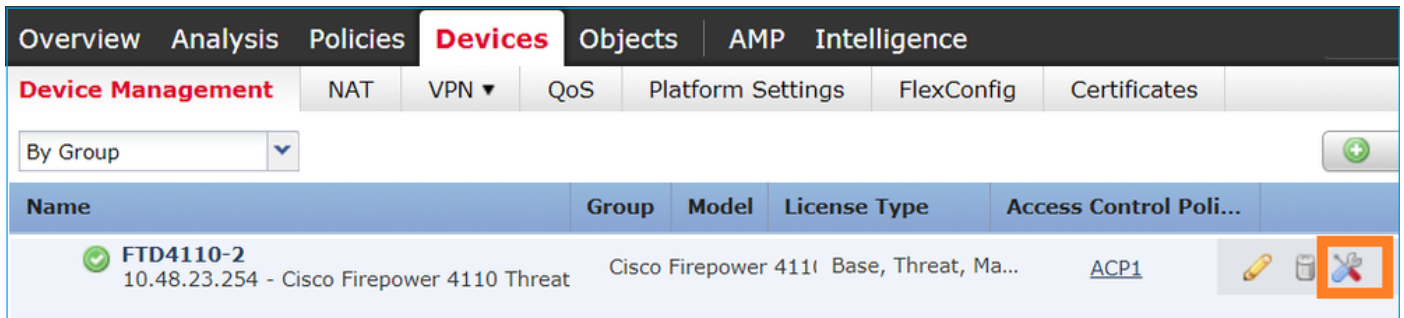 Overview Analysis Policies Devices Objects AMP Intelligence
Device Management NAT VPN ▾ QoS Platform Settings FlexConfig Certificates
By Group
Name Group Model License Type Access Control Poli...
FTD4110-2 Cisco Firepower 411 Base, Threat, Ma... ACP1
10.48.23.254 - Cisco Firepower 4110 Threat